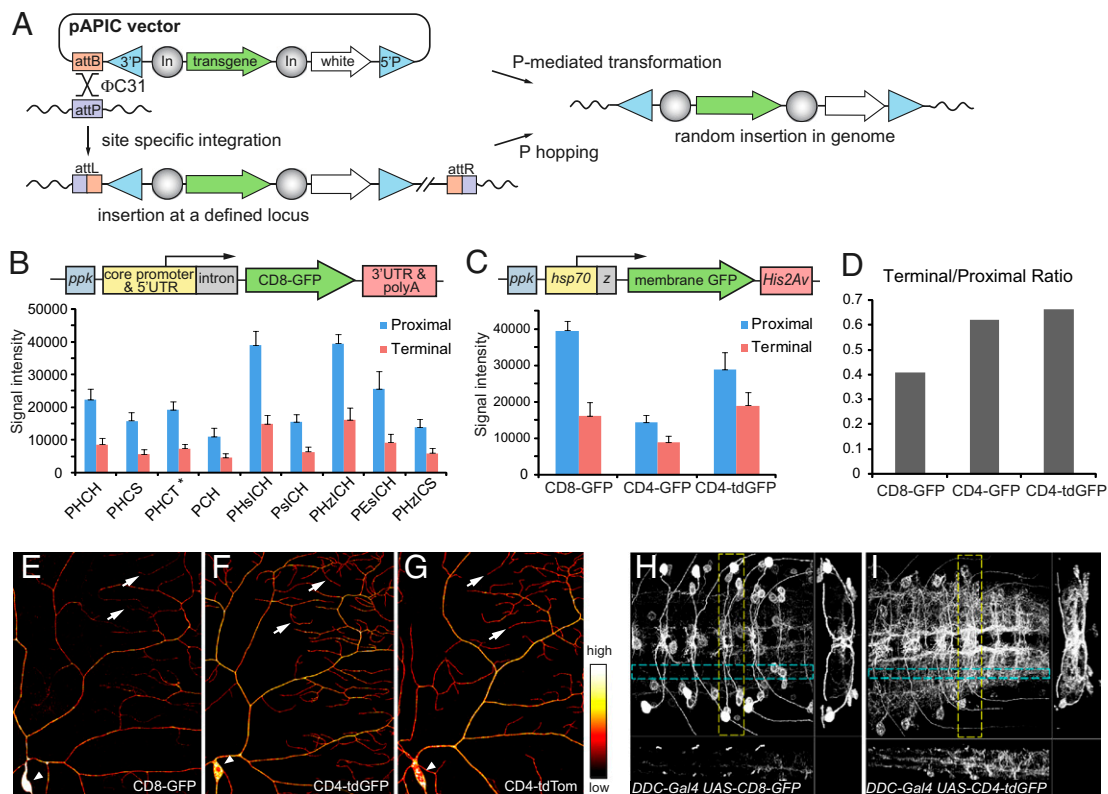 A
pAPIC vector
attB
3'P
In
transgene
In
white
5'P
ΦC31
attP
site specific integration
attL
attR
insertion at a defined locus
P-mediated transformation
P hopping
random insertion in genome
B
ppk
core promoter
& 5'UTR
intron
CD8-GFP
3'UTR &
polyA
Signal intensity
50000
40000
30000
20000
10000
0
Proximal
Terminal
PHCH
PHCS
PHCT *
PCH
PHsICH
PsICH
PHzICH
PEsICH
PHzICS
C
ppk
hsp70
z
membrane GFP
His2Av
Signal intensity
40000
30000
20000
10000
0
Proximal
Terminal
CD8-GFP
CD4-GFP
CD4-tdGFP
D
Terminal/Proximal Ratio
0.7
0.6
0.5
0.4
0.3
0.2
0.1
0
CD8-GFP
CD4-GFP
CD4-tdGFP
E
CD8-GFP
F
CD4-tdGFP
G
CD4-tdTom
high
low
H
DDC-Gal4 UAS-CD8-GFP
I
DDC-Gal4 UAS-CD4-tdGFP